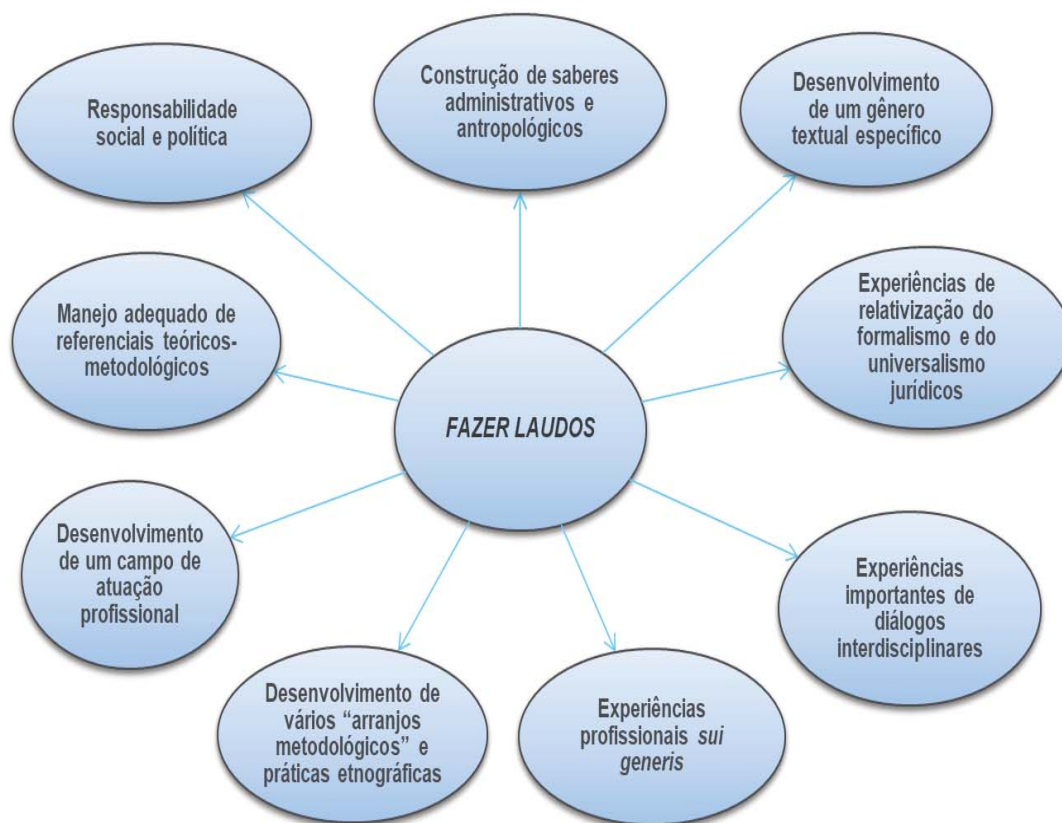 Responsabilidade
social e política
Construção de saberes
administrativos e
antropológicos
Desenvolvimento
de um gênero
textual específico
Manejo adequado de
referenciais teóricos-
metodológicos
FAZER LAUDOS
Experiências de
relativização do
formalismo e do
universalismo
jurídicos
Desenvolvimento
de um campo de
atuação
profissional
Experiências
importantes de
diálogos
interdisciplinares
Desenvolvimento de
vários “arranjos
metodológicos” e
práticas etnográficas
Experiências
profissionais sui
generis